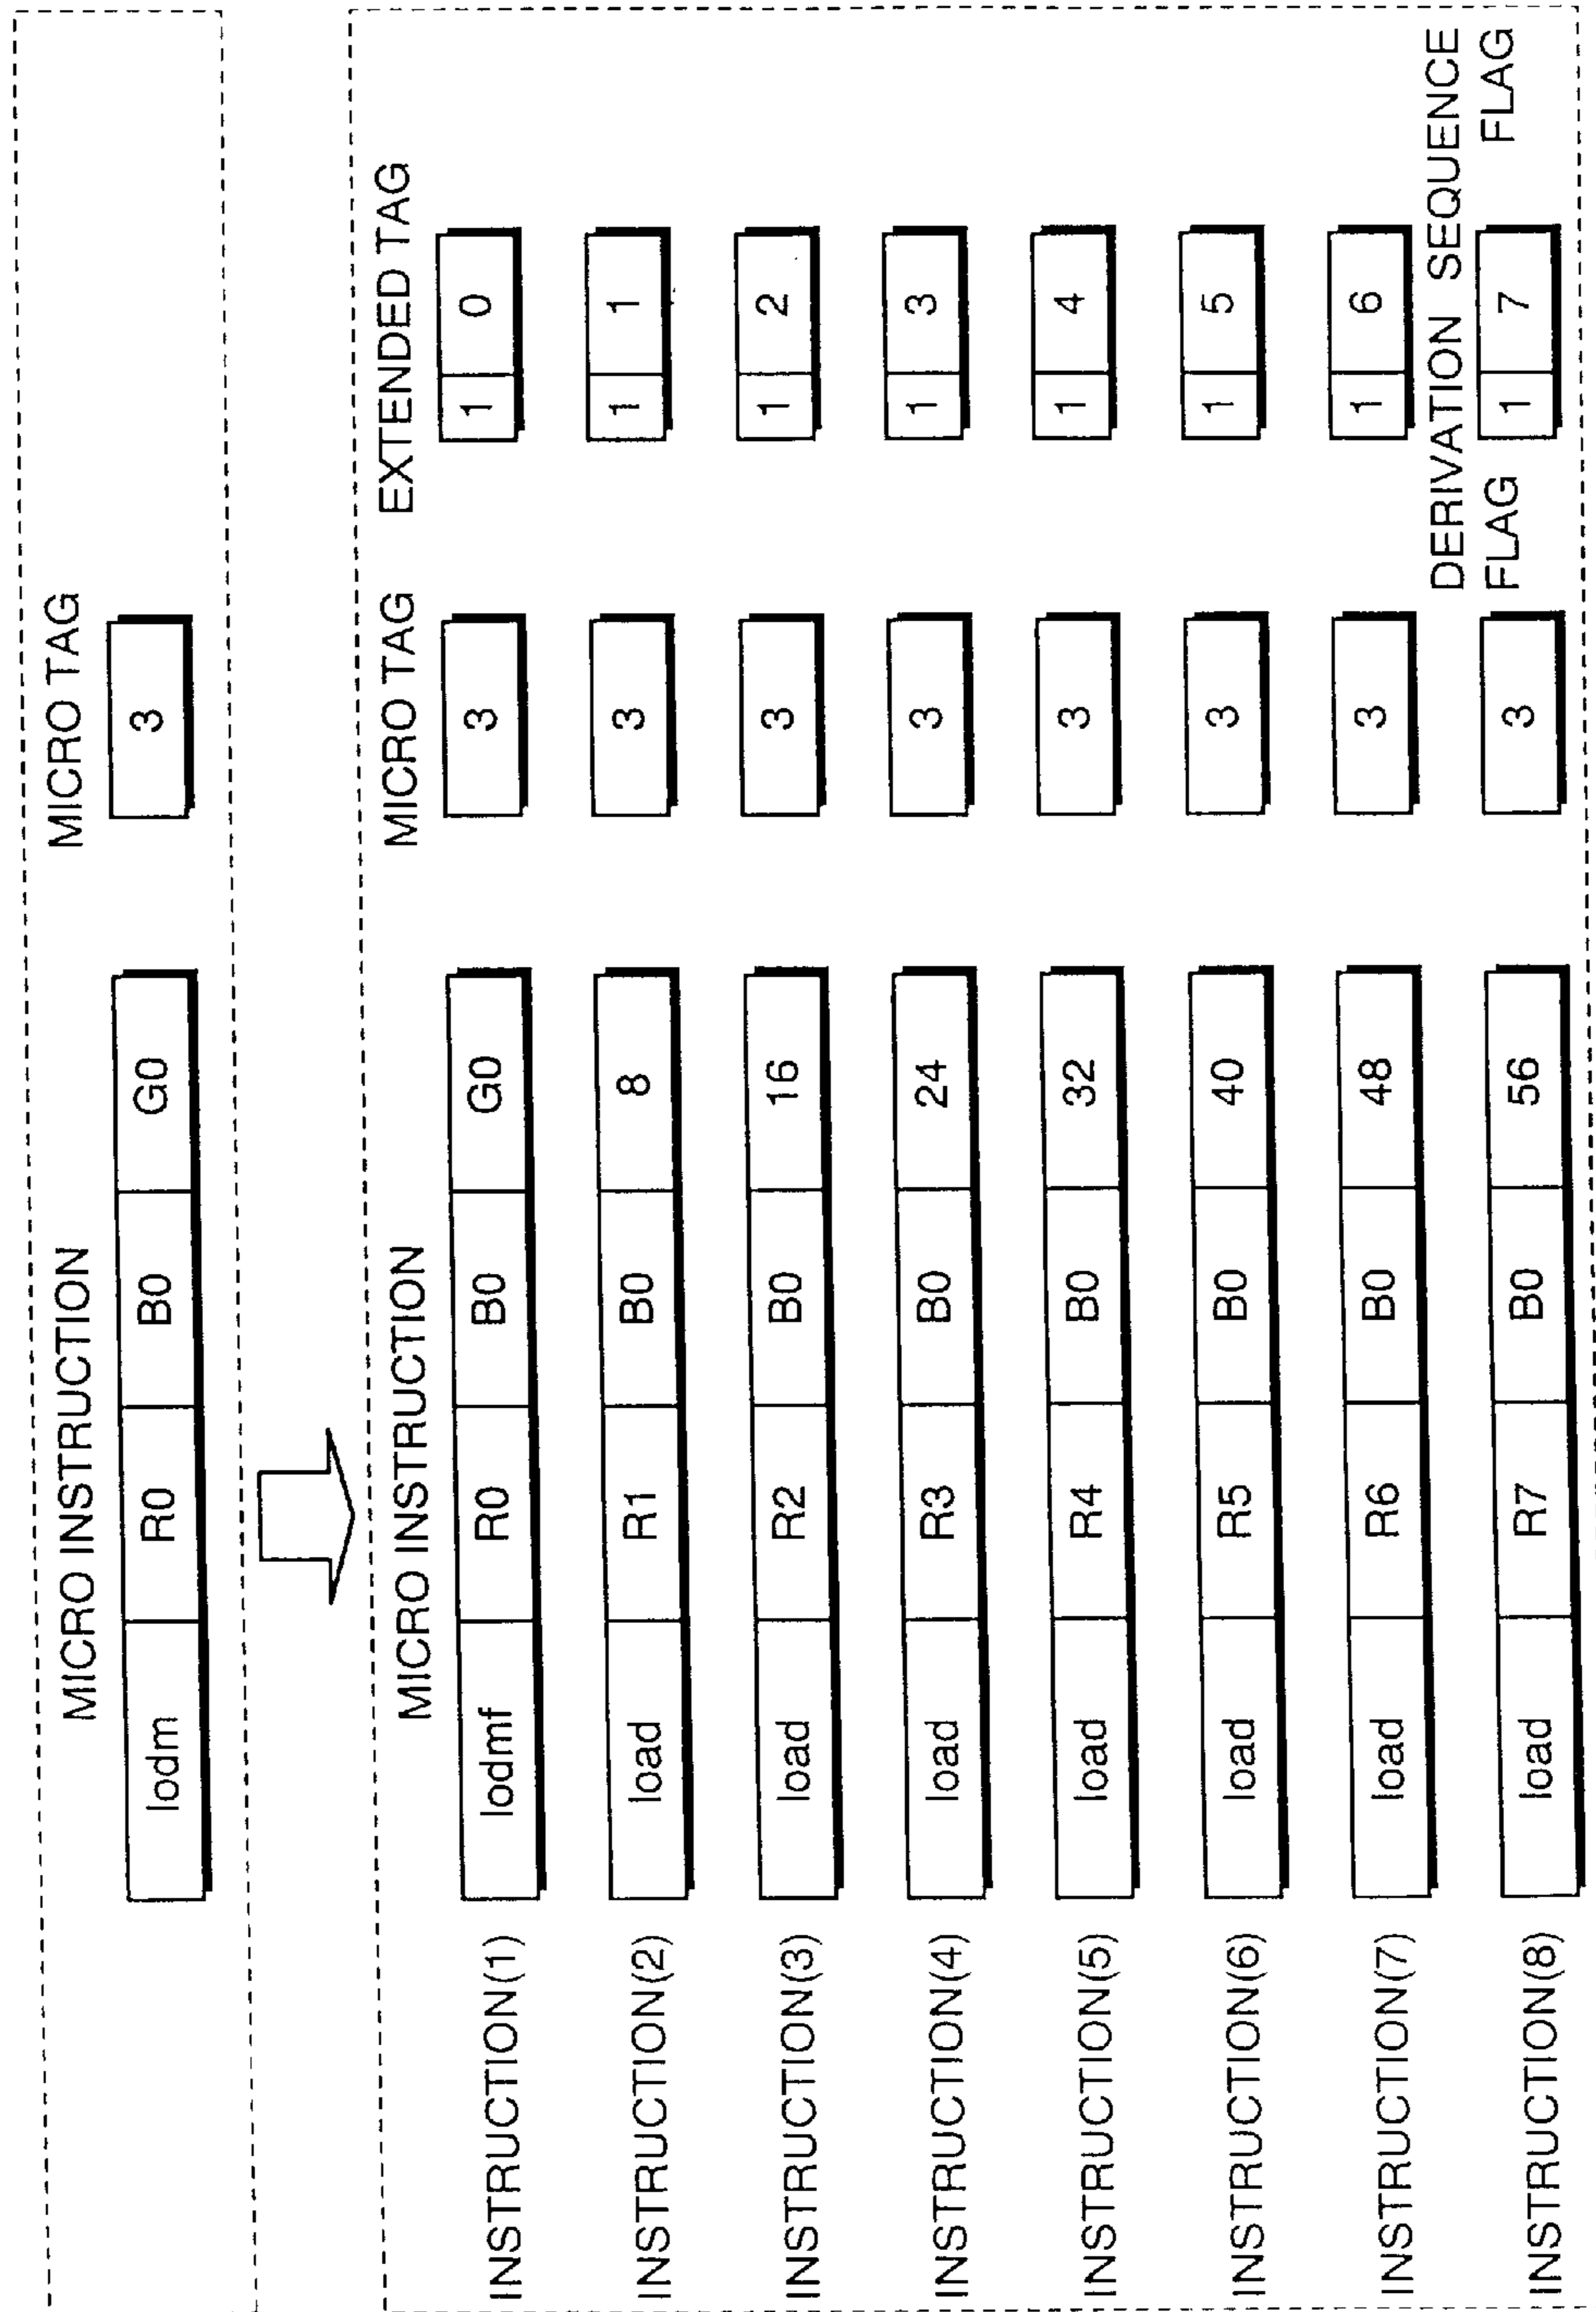 MICRO INSTRUCTION MICRO TAG
lodm R0 B0 G0 3
MICRO INSTRUCTION MICRO TAG EXTENDED TAG
INSTRUCTION(1) lodmf R0 B0 G0 3 1 0
INSTRUCTION(2) load R1 B0 8 3 1 1
INSTRUCTION(3) load R2 B0 16 3 1 2
INSTRUCTION(4) load R3 B0 24 3 1 3
INSTRUCTION(5) load R4 B0 32 3 1 4
INSTRUCTION(6) load R5 B0 40 3 1 5
INSTRUCTION(7) load R6 B0 48 3 1 6
DERIVATION SEQUENCE
FLAG FLAG
INSTRUCTION(8) load R7 B0 56 3 1 7